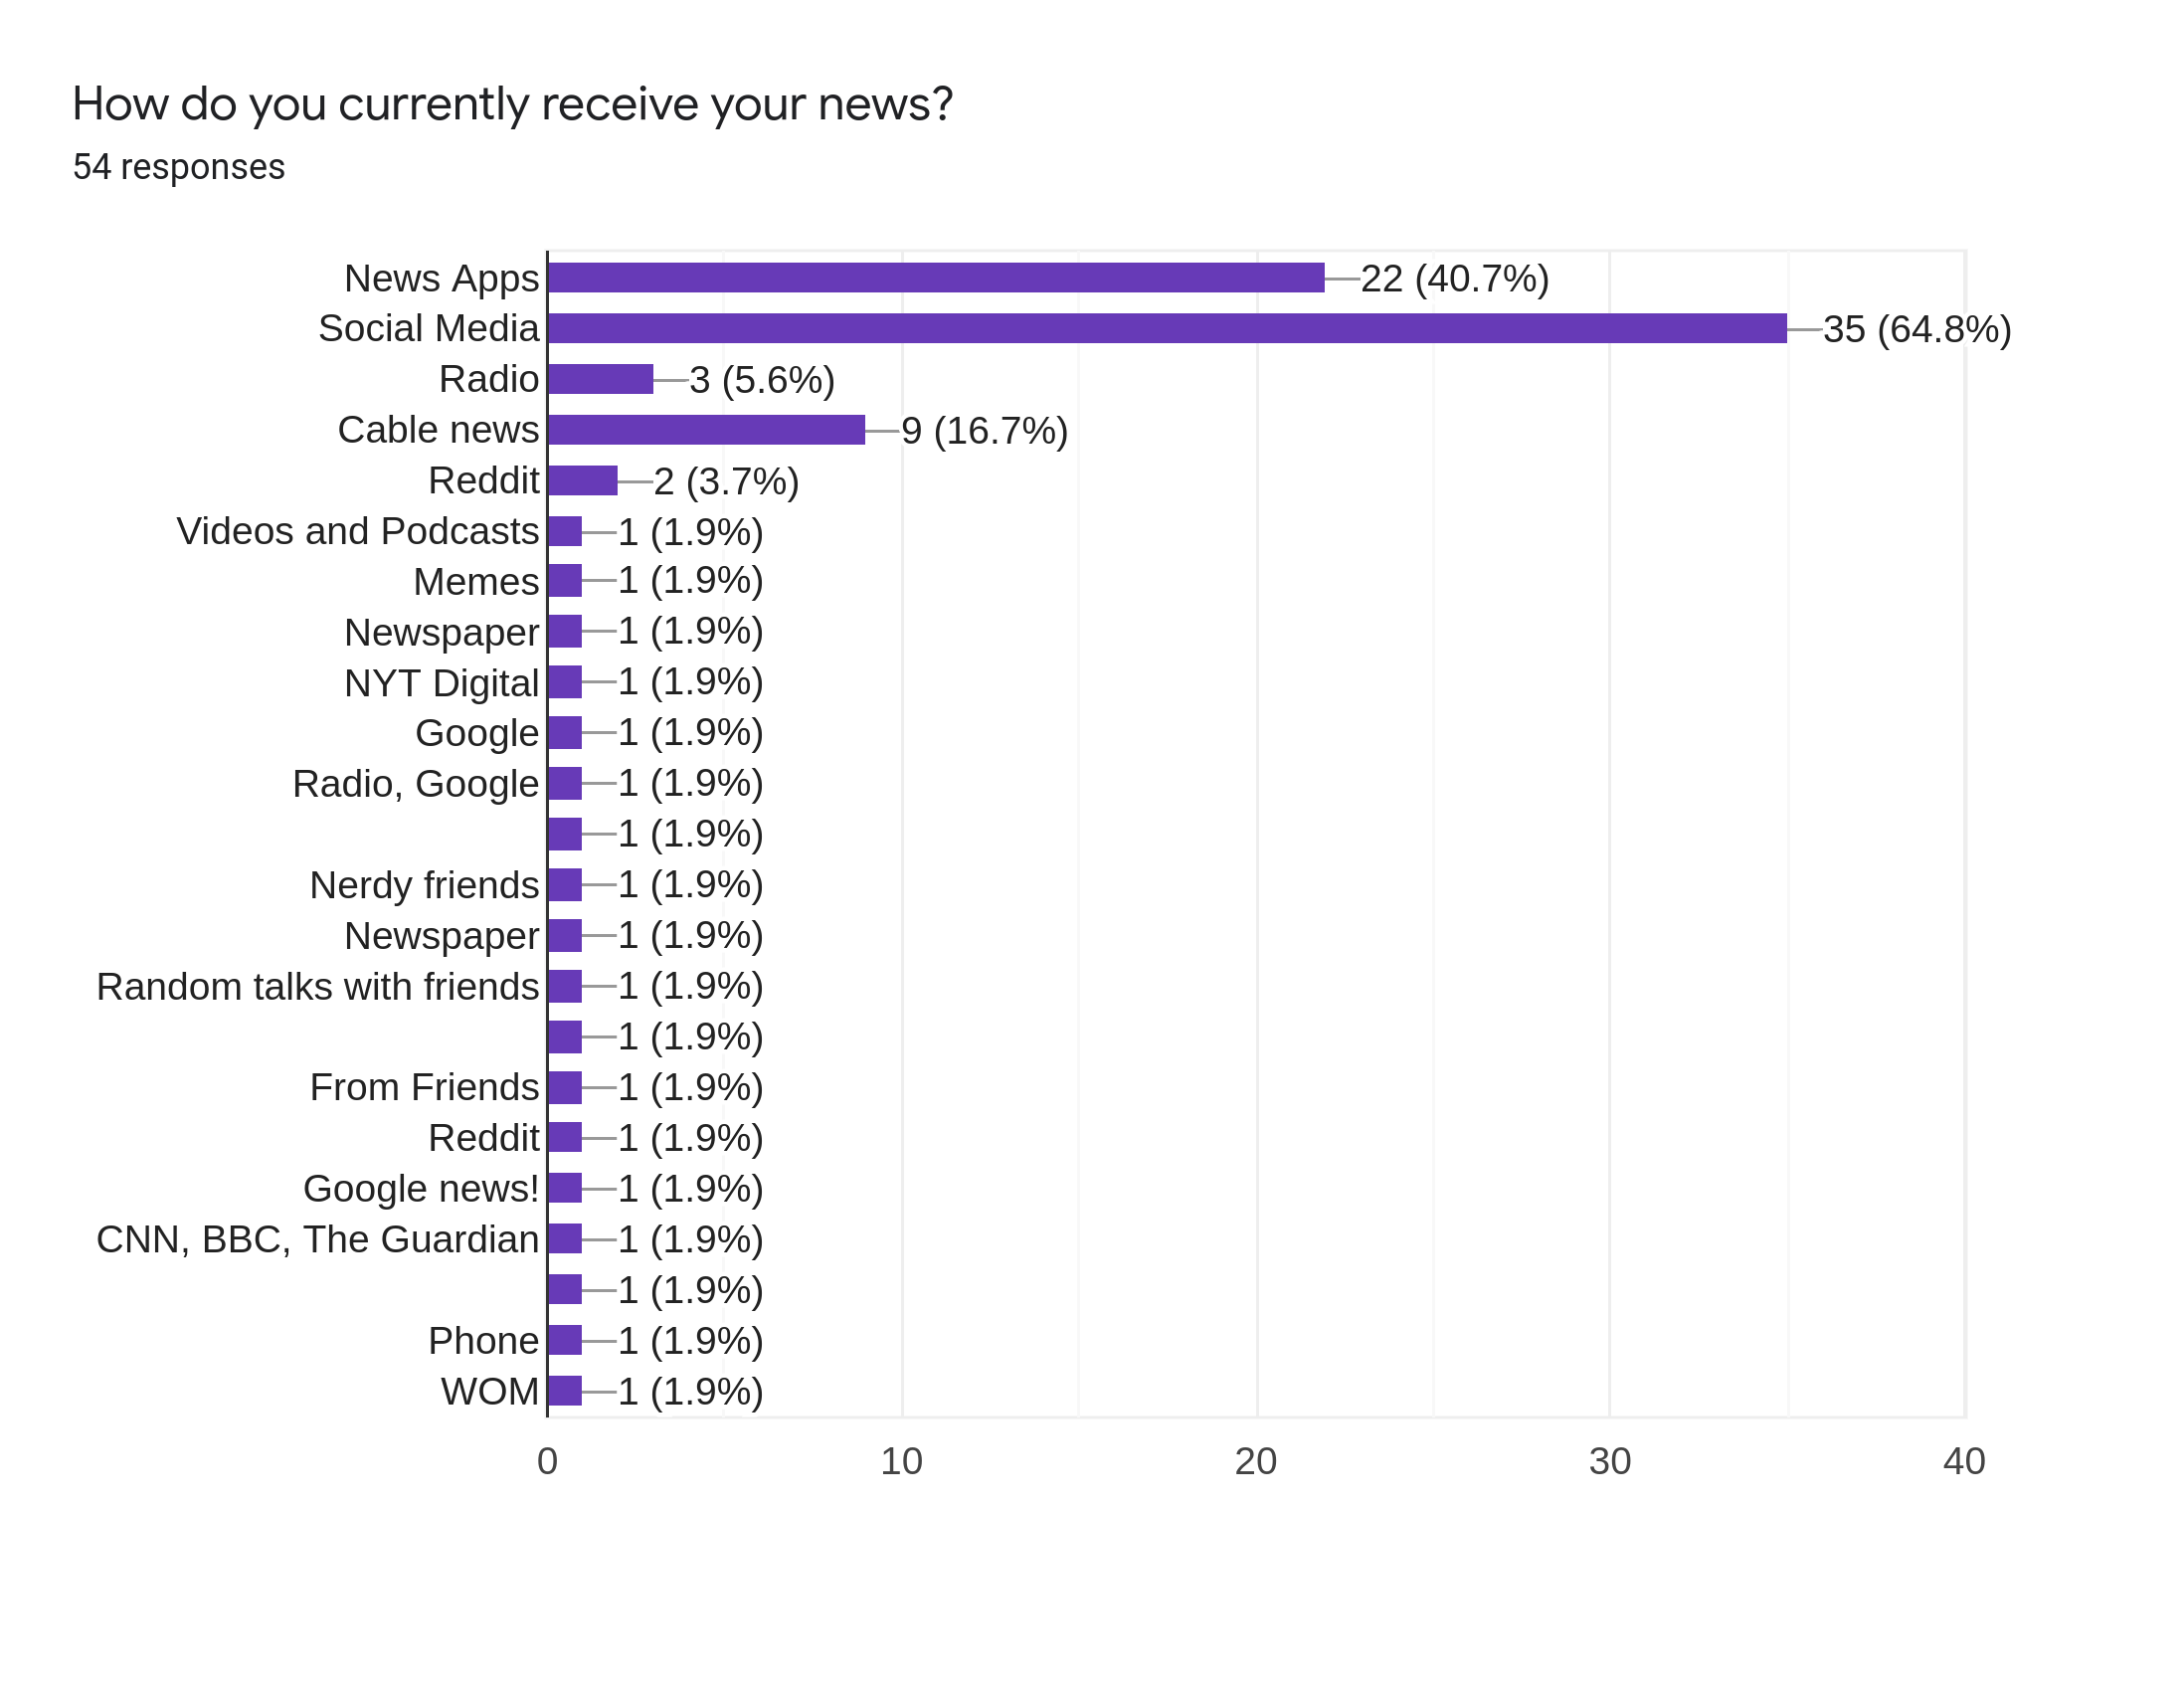 How do you currently receive your news?
54 responses
News Apps 22 (40.7%)
Social Media 35 (64.8%)
Radio 3 (5.6%)
Cable news 9 (16.7%)
Reddit 2 (3.7%)
Videos and Podcasts 1 (1.9%)
Memes 1 (1.9%)
Newspaper 1 (1.9%)
NYT Digital 1 (1.9%)
Google 1 (1.9%)
Radio, Google 1 (1.9%)
1 (1.9%)
Nerdy friends 1 (1.9%)
Newspaper 1 (1.9%)
Random talks with friends 1 (1.9%)
1 (1.9%)
From Friends 1 (1.9%)
Reddit 1 (1.9%)
Google news! 1 (1.9%)
CNN, BBC, The Guardian 1 (1.9%)
1 (1.9%)
Phone 1 (1.9%)
WOM 1 (1.9%)
0 10 20 30 40